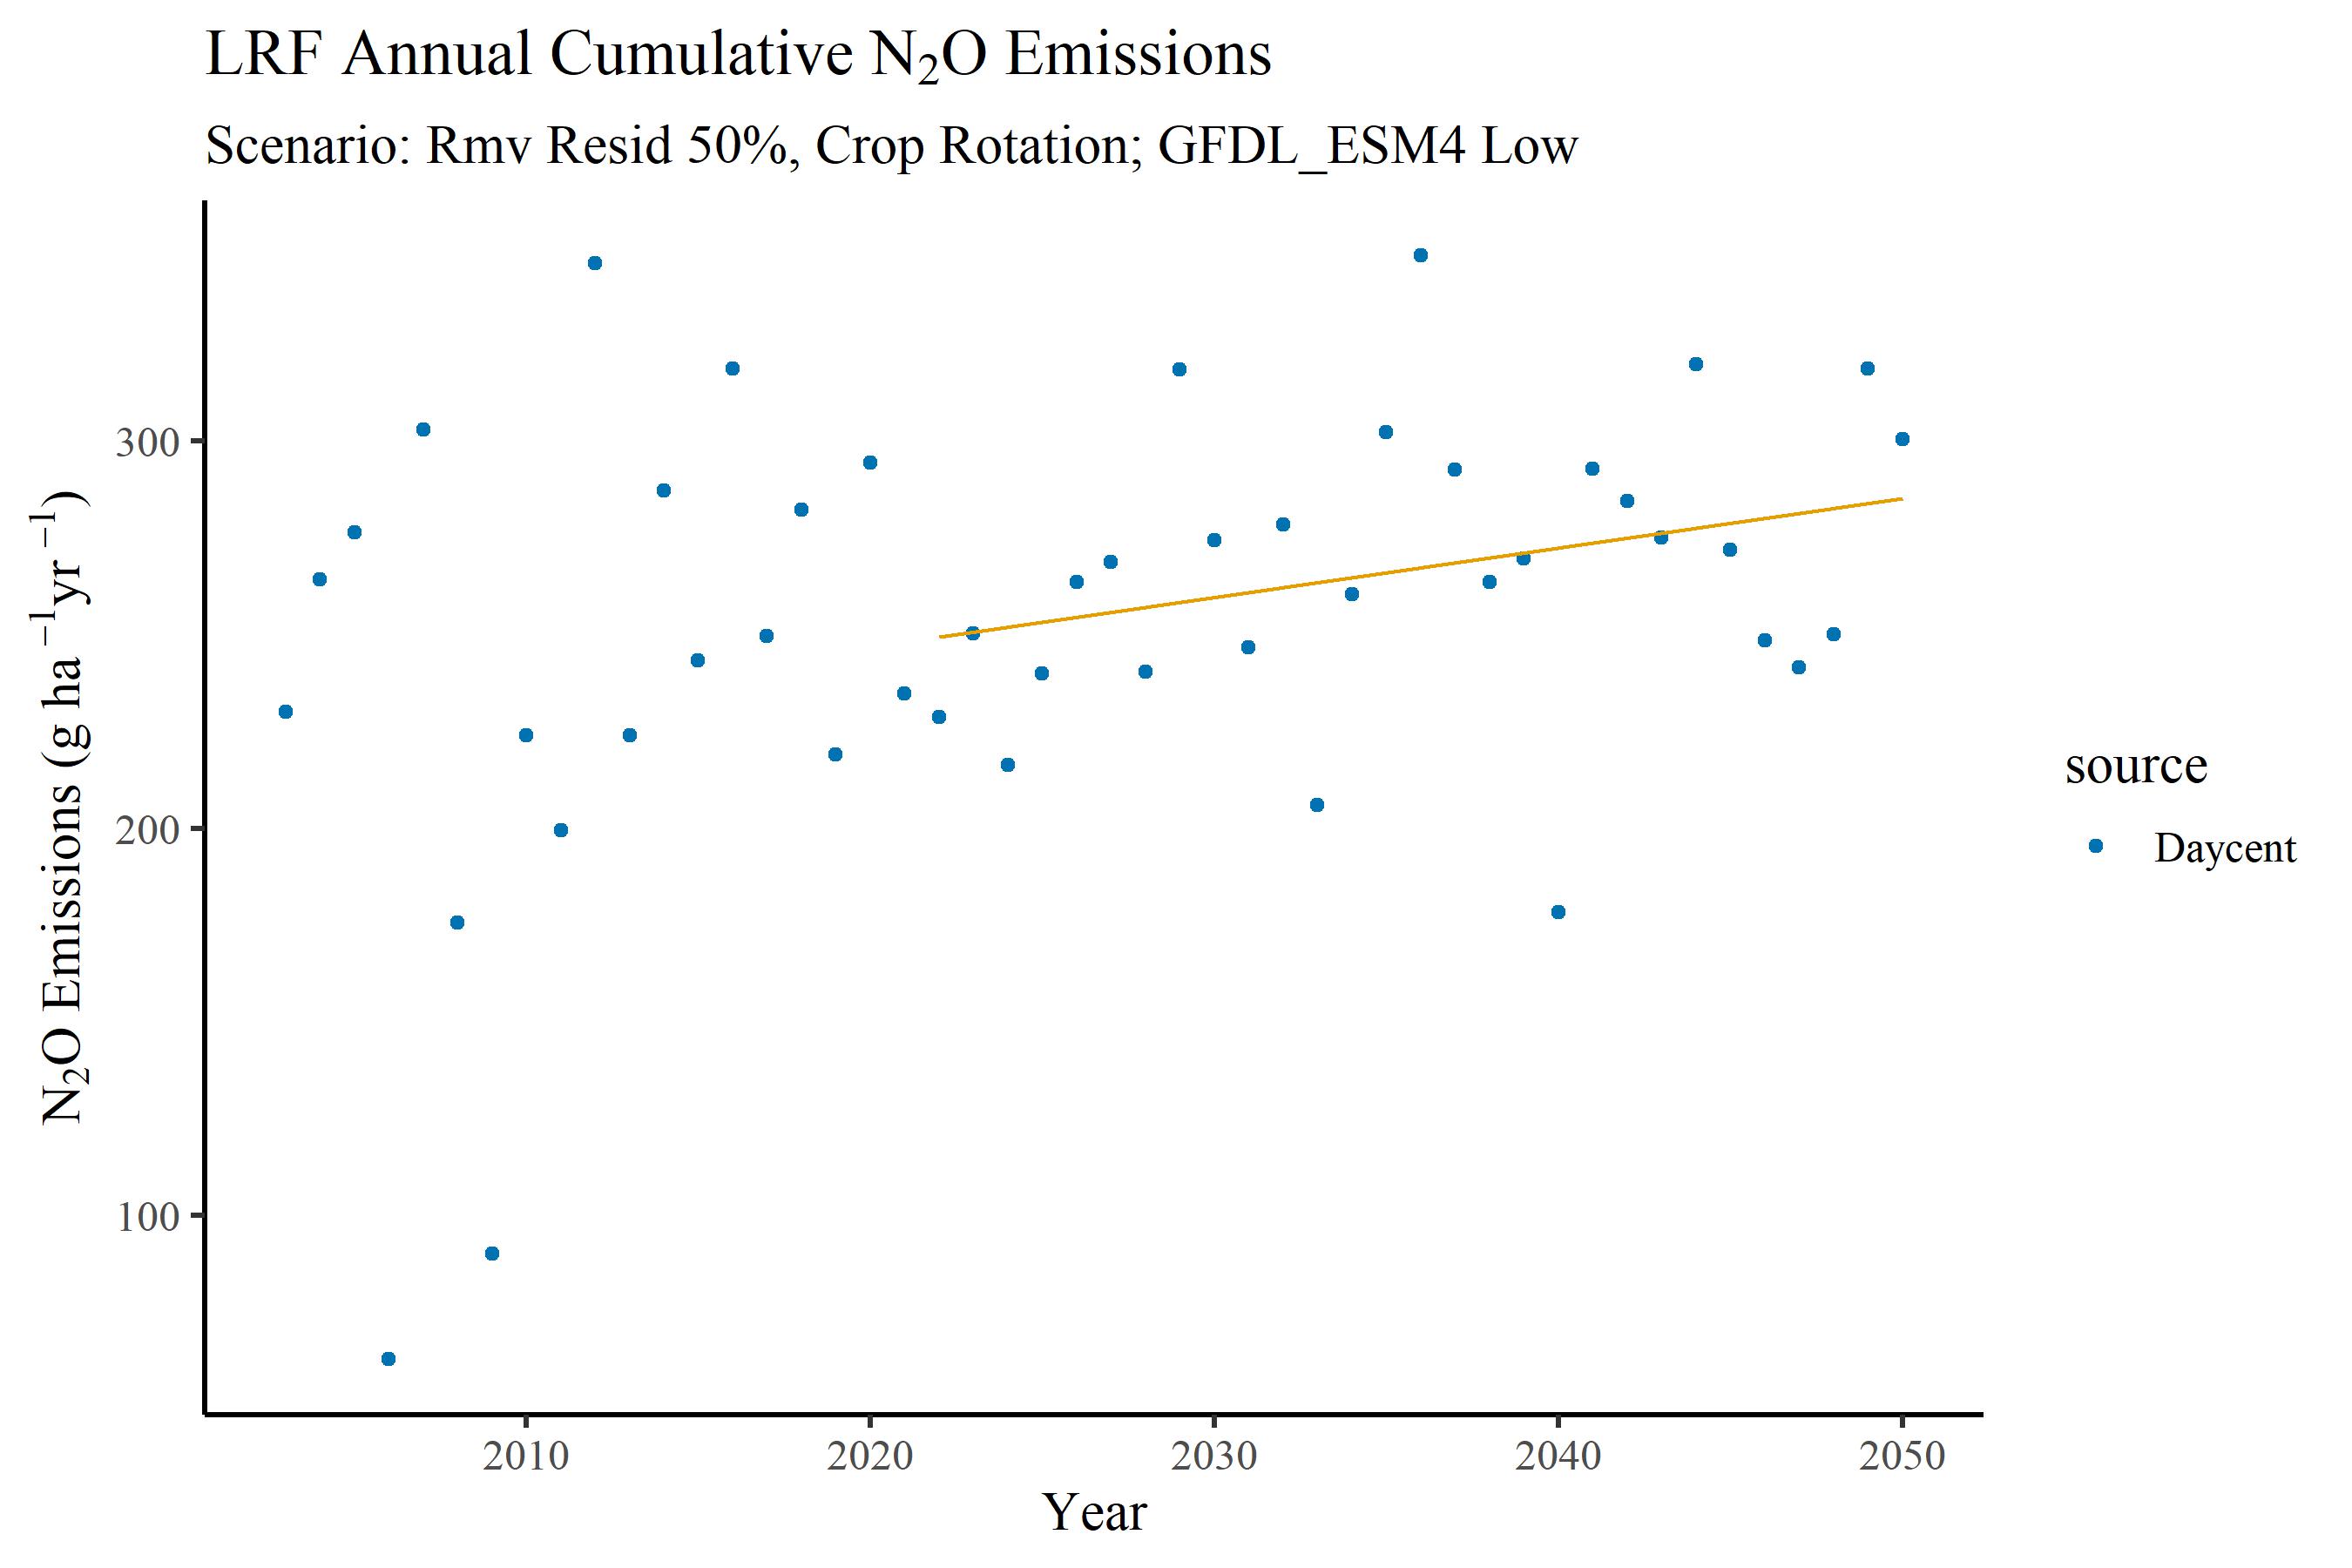 LRF Annual Cumulative N₂O Emissions
Scenario: Rmv Resid 50%, Crop Rotation; GFDL_ESM4 Low
N₂O Emissions (g ha ⁻¹yr ⁻¹)
300
200
100
2010 2020 2030 2040 2050
Year
source
Daycent